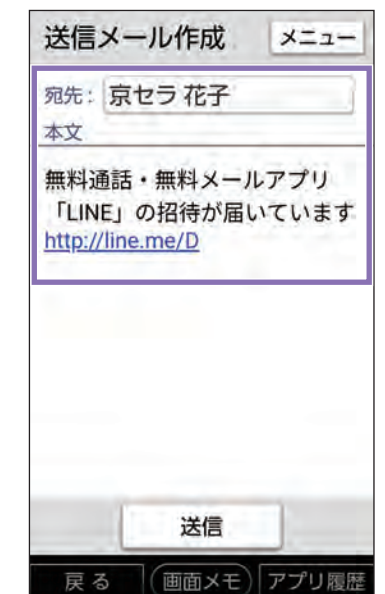 送信メール作成 メニュー
宛先: 京セラ 花子
本文
無料通話・無料メールアプリ
「LINE」の招待が届いています
http://line.me/D
送信
戻る 画面メモ アプリ履歴